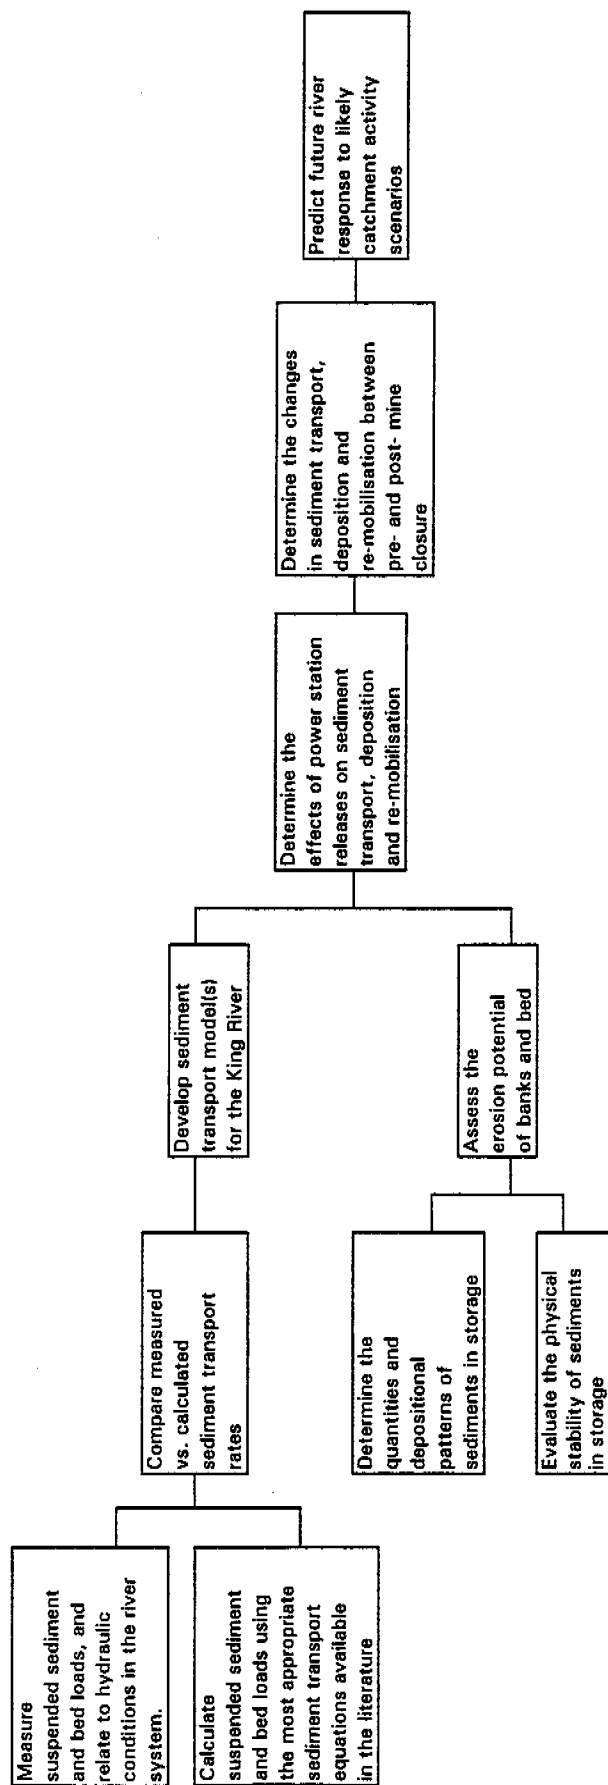 Measure
suspended sediment
and bed loads, and
relate to hydraulic
conditions in the river
system.
Calculate
suspended sediment
and bed loads using
the most appropriate
sediment transport
equations available
in the literature
Compare measured
vs. calculated
sediment transport
rates
Develop sediment
transport model(s)
for the King River
Determine the
quantities and
depositional
patterns of
sediments in storage
Evaluate the physical
stability of sediments
in storage
Assess the
erosion potential
of banks and bed
Determine the
effects of power station
releases on sediment
transport, deposition
and re-mobilisation
Determine the changes
in sediment transport,
deposition and
re-mobilisation between
pre- and post- mine
closure
Predict future river
response to likely
catchment activity
scenarios